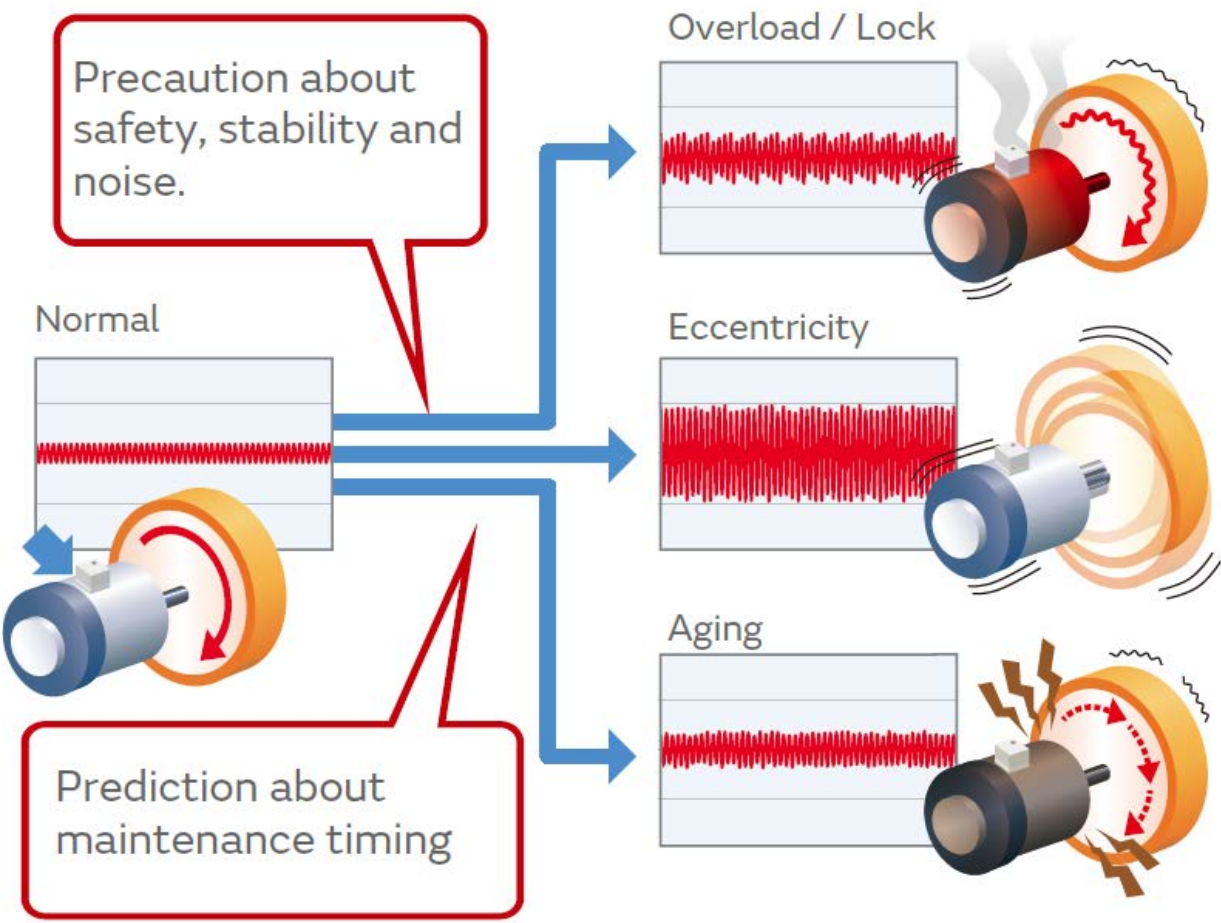 Precaution about
safety, stability and
noise.
Overload / Lock
Normal
Eccentricity
Aging
Prediction about
maintenance timing